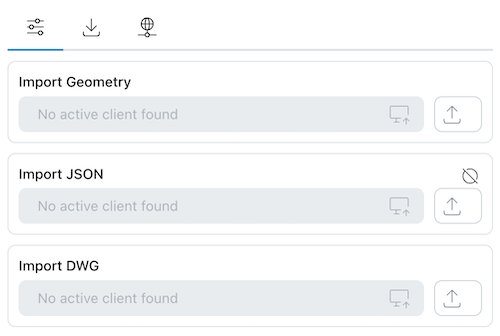 Import Geometry
No active client found
Import JSON
No active client found
Import DWG
No active client found